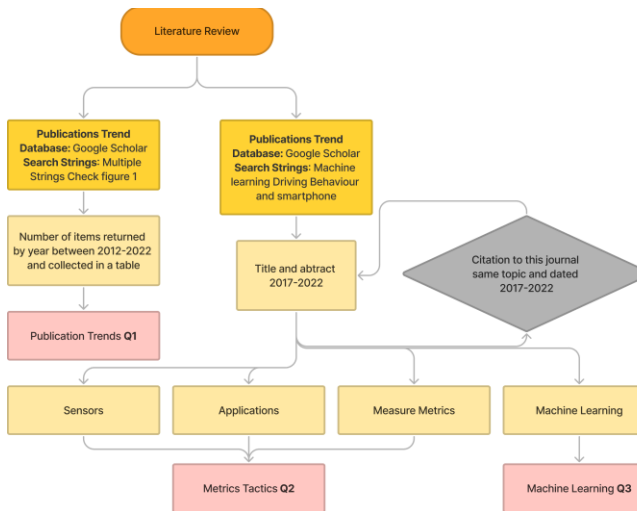 Literature Review
Publications Trend
Database: Google Scholar
Search Strings: Multiple
Strings Check figure 1
Publications Trend
Database: Google Scholar
Search Strings: Machine
learning Driving Behaviour
and smartphone
Number of items returned
by year between 2012-2022
and collected in a table
Title and abtract
2017-2022
Citation to this journal
same topic and dated
2017-2022
Publication Trends Q1
Sensors
Applications
Measure Metrics
Machine Learning
Metrics Tactics Q2
Machine Learning Q3